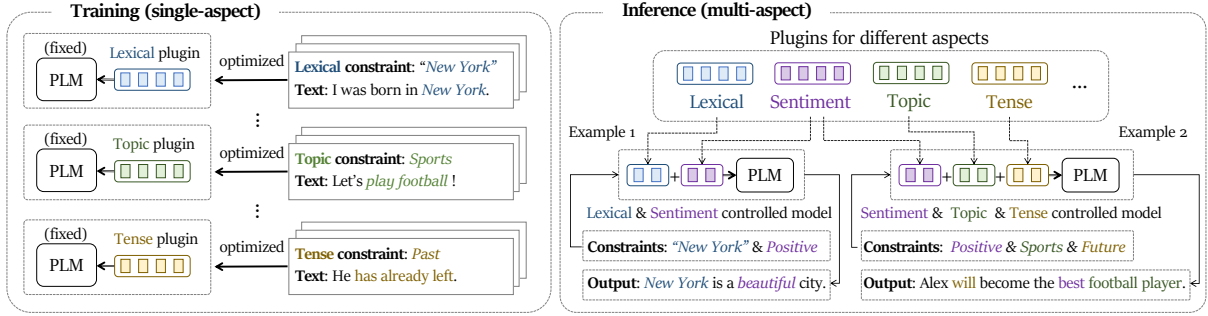 Training (single-aspect)
(fixed)
PLM
Lexical plugin
optimized
Lexical constraint: “New York”
Text: I was born in New York.
...
(fixed)
PLM
Topic plugin
optimized
Topic constraint: Sports
Text: Let's play football !
...
(fixed)
PLM
Tense plugin
optimized
Tense constraint: Past
Text: He has already left.
Inference (multi-aspect)
Plugins for different aspects
Lexical Sentiment Topic Tense ...
Example 1
+ PLM
Lexical & Sentiment controlled model
Constraints: “New York” & Positive
Output: New York is a beautiful city.
Example 2
+ + PLM
Sentiment & Topic & Tense controlled model
Constraints: Positive & Sports & Future
Output: Alex will become the best football player.